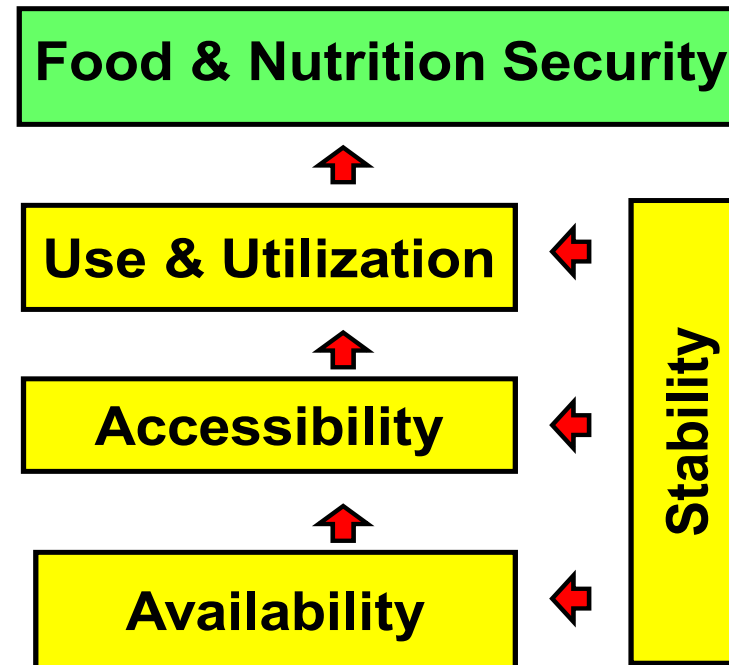 Food & Nutrition Security
Use & Utilization
Accessibility
Stability
Availability